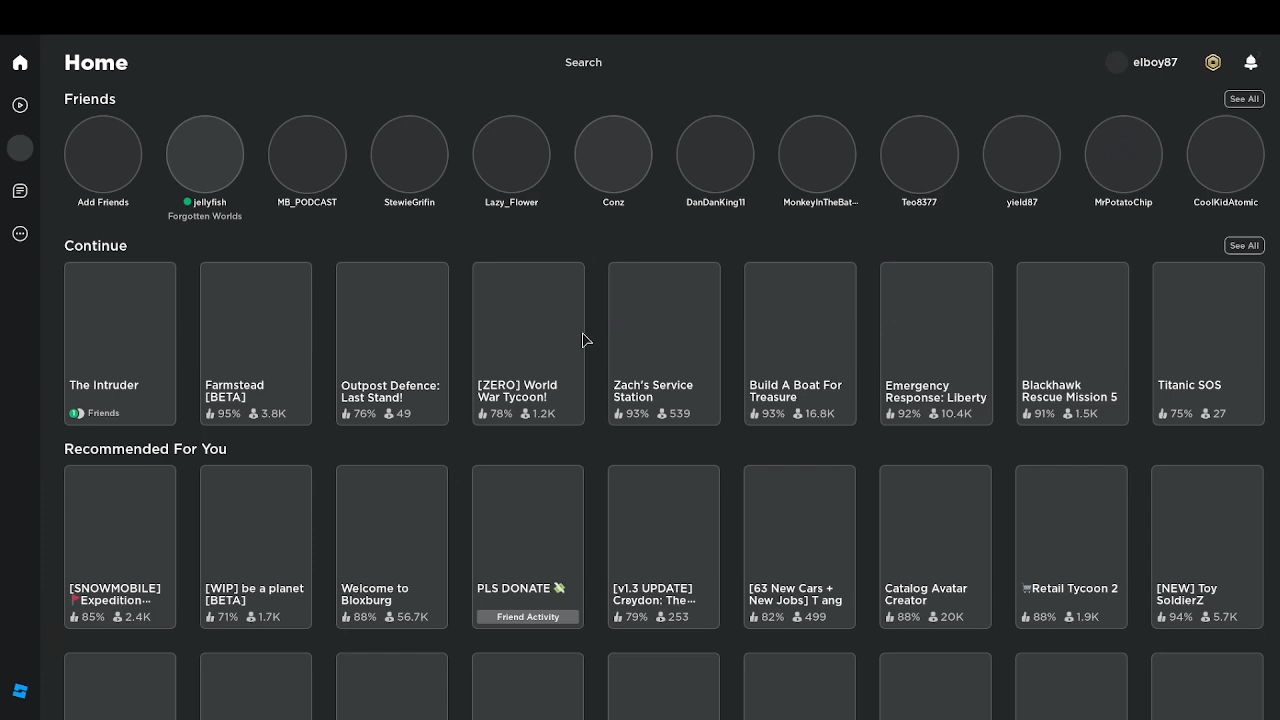 Home
Search
elboy87
Friends
See All
Add Friends
jellyfish
Forgotten Worlds
MB_PODCAST
StewieGrifin
Lazy_Flower
Conz
DanDanKing11
MonkeyInTheBat...
Teo8377
yield87
MrPotatoChip
CoolKidAtomic
Continue
See All
The Intruder
1 Friends
Farmstead
[BETA]
95% 3.8K
Outpost Defence:
Last Stand!
76% 49
[ZERO] World
War Tycoon!
78% 1.2K
Zach's Service
Station
93% 539
Build A Boat For
Treasure
93% 16.8K
Emergency
Response: Liberty
92% 10.4K
Blackhawk
Rescue Mission 5
91% 1.5K
Titanic SOS
75% 27
Recommended For You
[SNOWMOBILE]
🚩Expedition...
85% 2.4K
[WIP] be a planet
[BETA]
71% 1.7K
Welcome to
Bloxburg
88% 56.7K
PLS DONATE 💸
Friend Activity
[v1.3 UPDATE]
Croydon: The...
79% 253
[63 New Cars +
New Jobs] T ang
82% 499
Catalog Avatar
Creator
88% 20K
🛒Retail Tycoon 2
88% 1.9K
[NEW] Toy
SoldierZ
94% 5.7K